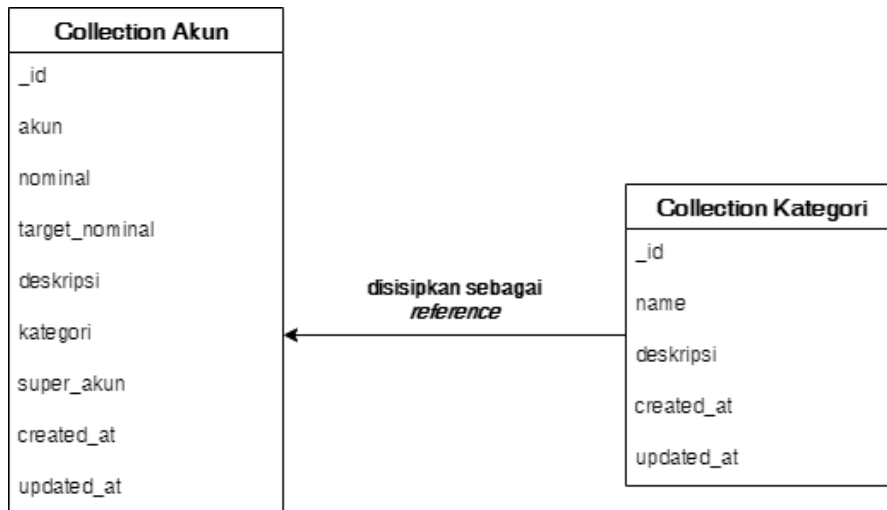 Collection Akun
_id
akun
nominal
target_nominal
deskripsi
kategori
super_akun
created_at
updated_at
disisipkan sebagai
reference
Collection Kategori
_id
name
deskripsi
created_at
updated_at